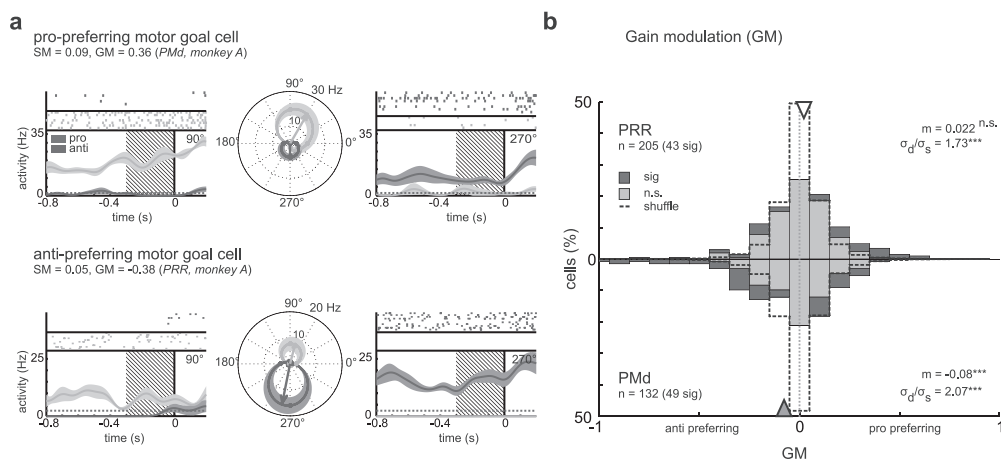 a
pro-preferring motor goal cell
SM = 0.09, GM = 0.36 (PMd, monkey A)
35
activity (Hz)
0
pro
anti
90°
-0.8
-0.4
0
time (s)
90°
30 Hz
10
180°
0°
270°
270°
-0.8
-0.4
0
time (s)
anti-preferring motor goal cell
SM = 0.05, GM = -0.38 (PRR, monkey A)
25
activity (Hz)
0
90°
-0.8
-0.4
0
time (s)
90°
20 Hz
10
180°
0°
270°
270°
-0.8
-0.4
0
time (s)
b
Gain modulation (GM)
50
PRR
n = 205 (43 sig)
m = 0.022 n.s.
σd/σs = 1.73***
sig
n.s.
shuffle
cells (%)
0
PMd
n = 132 (49 sig)
m = -0.08***
σd/σs = 2.07***
50
-1
anti preferring
0
pro preferring
1
GM